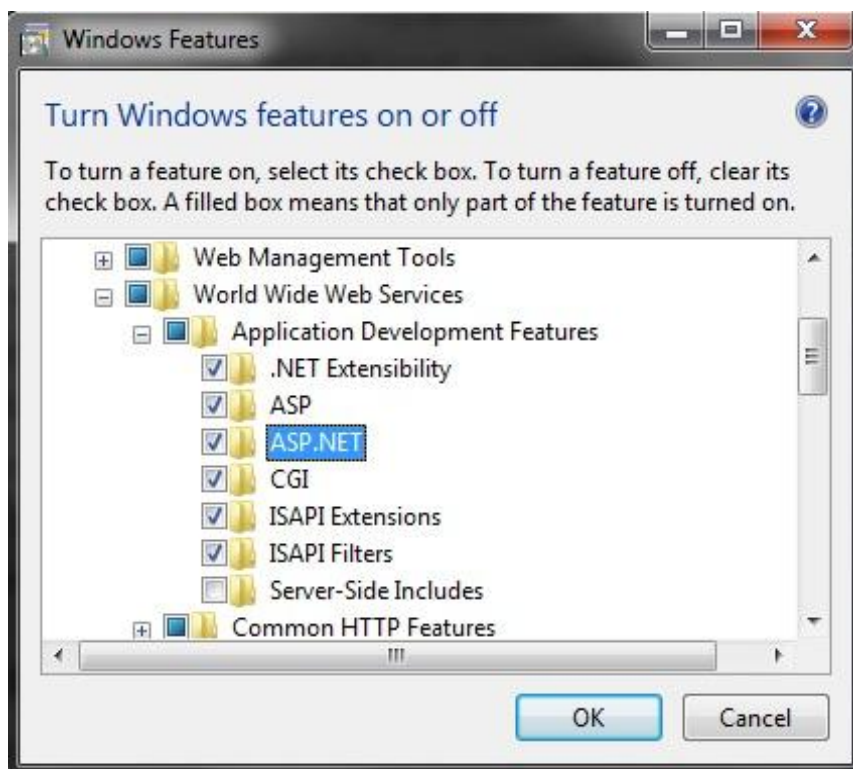 Windows Features
Turn Windows features on or off
To turn a feature on, select its check box. To turn a feature off, clear its
check box. A filled box means that only part of the feature is turned on.
Web Management Tools
World Wide Web Services
Application Development Features
.NET Extensibility
ASP
ASP.NET
CGI
ISAPI Extensions
ISAPI Filters
Server-Side Includes
Common HTTP Features
OK Cancel